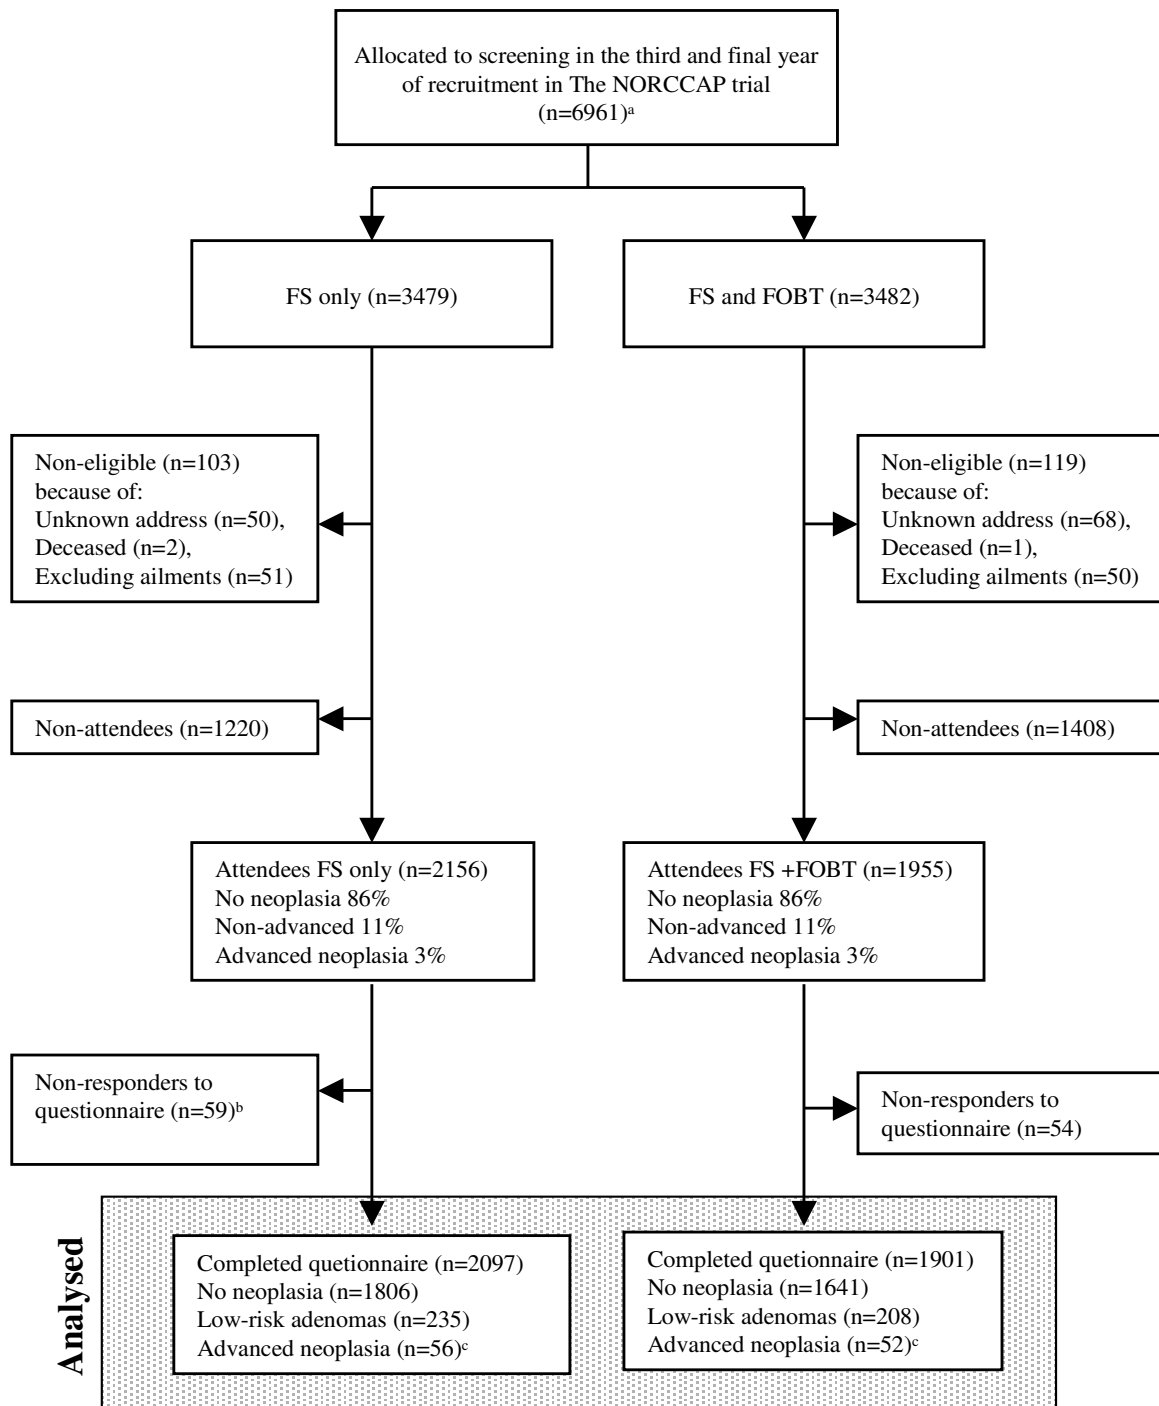 Allocated to screening in the third and final year
of recruitment in The NORCCAP trial
(n=6961)ᵃ
FS only (n=3479)
FS and FOBT (n=3482)
Non-eligible (n=103)
because of:
Unknown address (n=50),
Deceased (n=2),
Excluding ailments (n=51)
Non-eligible (n=119)
because of:
Unknown address (n=68),
Deceased (n=1),
Excluding ailments (n=50)
Non-attendees (n=1220)
Non-attendees (n=1408)
Attendees FS only (n=2156)
No neoplasia 86%
Non-advanced 11%
Advanced neoplasia 3%
Attendees FS +FOBT (n=1955)
No neoplasia 86%
Non-advanced 11%
Advanced neoplasia 3%
Non-responders to
questionnaire (n=59)ᵇ
Non-responders to
questionnaire (n=54)
Analysed
Completed quetionnaire (n=2097)
No neoplasia (n=1806)
Low-risk adenomas (n=235)
Advanced neoplasia (n=56)ᶜ
Completed quetionnaire (n=1901)
No neoplasia (n=1641)
Low-risk adenomas (n=208)
Advanced neoplasia (n=52)ᶜ